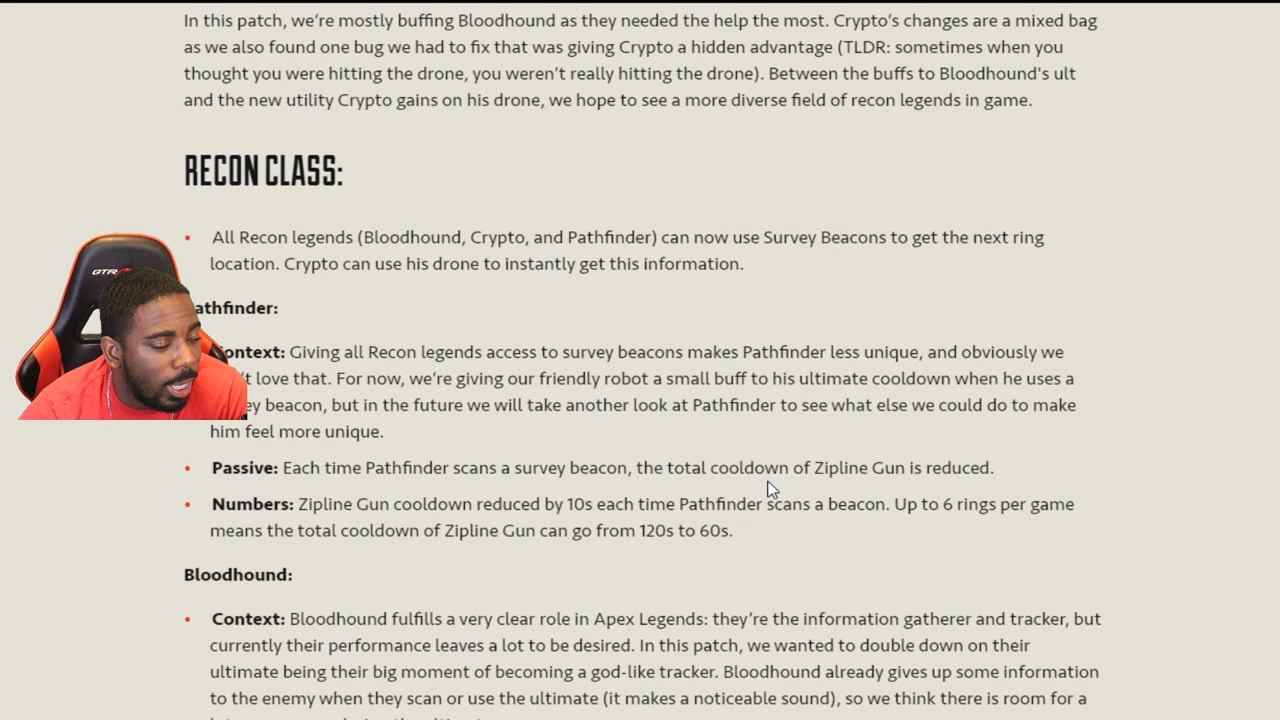 In this patch, we're mostly buffing Bloodhound as they needed the help the most. Crypto's changes are a mixed bag
as we also found one bug we had to fix that was giving Crypto a hidden advantage (TLDR: sometimes when you
thought you were hitting the drone, you weren't really hitting the drone). Between the buffs to Bloodhound's ult
and the new utility Crypto gains on his drone, we hope to see a more diverse field of recon legends in game.
RECON CLASS:
• All Recon legends (Bloodhound, Crypto, and Pathfinder) can now use Survey Beacons to get the next ring
location. Crypto can use his drone to instantly get this information.
athfinder:
ontext: Giving all Recon legends access to survey beacons makes Pathfinder less unique, and obviously we
't love that. For now, we're giving our friendly robot a small buff to his ultimate cooldown when he uses a
ey beacon, but in the future we will take another look at Pathfinder to see what else we could do to make
him feel more unique.
• Passive: Each time Pathfinder scans a survey beacon, the total cooldown of Zipline Gun is reduced.
• Numbers: Zipline Gun cooldown reduced by 10s each time Pathfinder scans a beacon. Up to 6 rings per game
means the total cooldown of Zipline Gun can go from 120s to 60s.
Bloodhound:
• Context: Bloodhound fulfills a very clear role in Apex Legends: they're the information gatherer and tracker, but
currently their performance leaves a lot to be desired. In this patch, we wanted to double down on their
ultimate being their big moment of becoming a god-like tracker. Bloodhound already gives up some information
to the enemy when they scan or use the ultimate (it makes a noticeable sound), so we think there is room for a